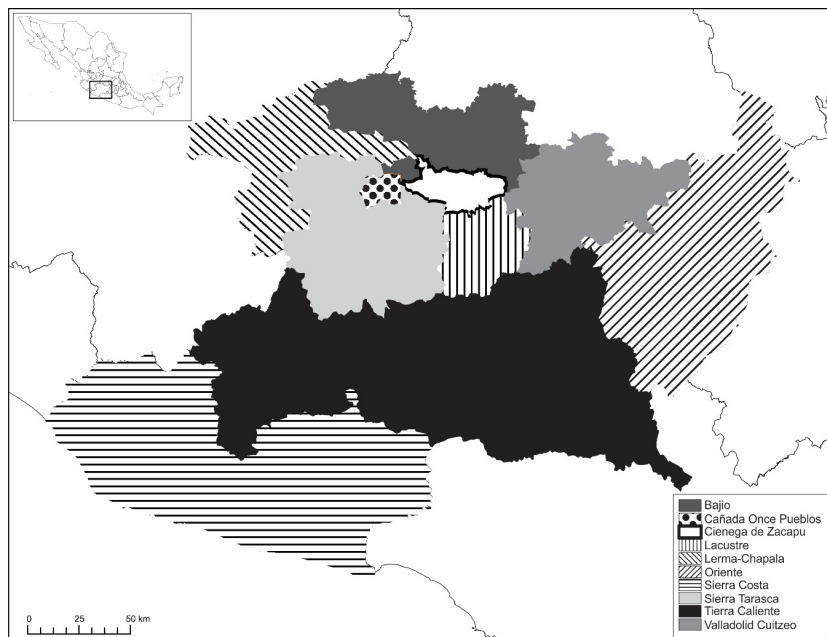 Bajio
Cañada Once Pueblos
Cienega de Zacapu
Lacustre
Lerma-Chapala
Oriente
Sierra Costa
Sierra Tarasca
Tierra Caliente
Valladolid Cuitzeo
0 25 50 km